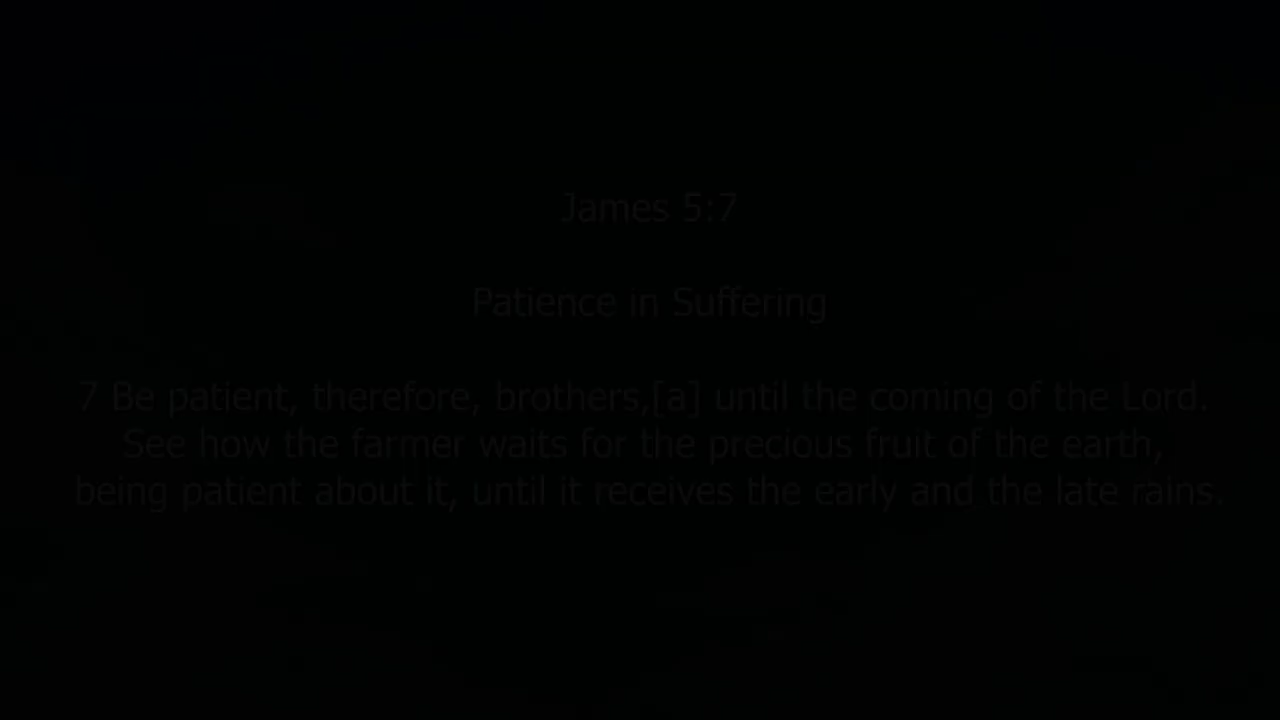 James 5:7
Patience in Suffering
7 Be patient, therefore, brothers,[a] until the coming of the Lord.
See how the farmer waits for the precious fruit of the earth,
being patient about it, until it receives the early and the late rains.